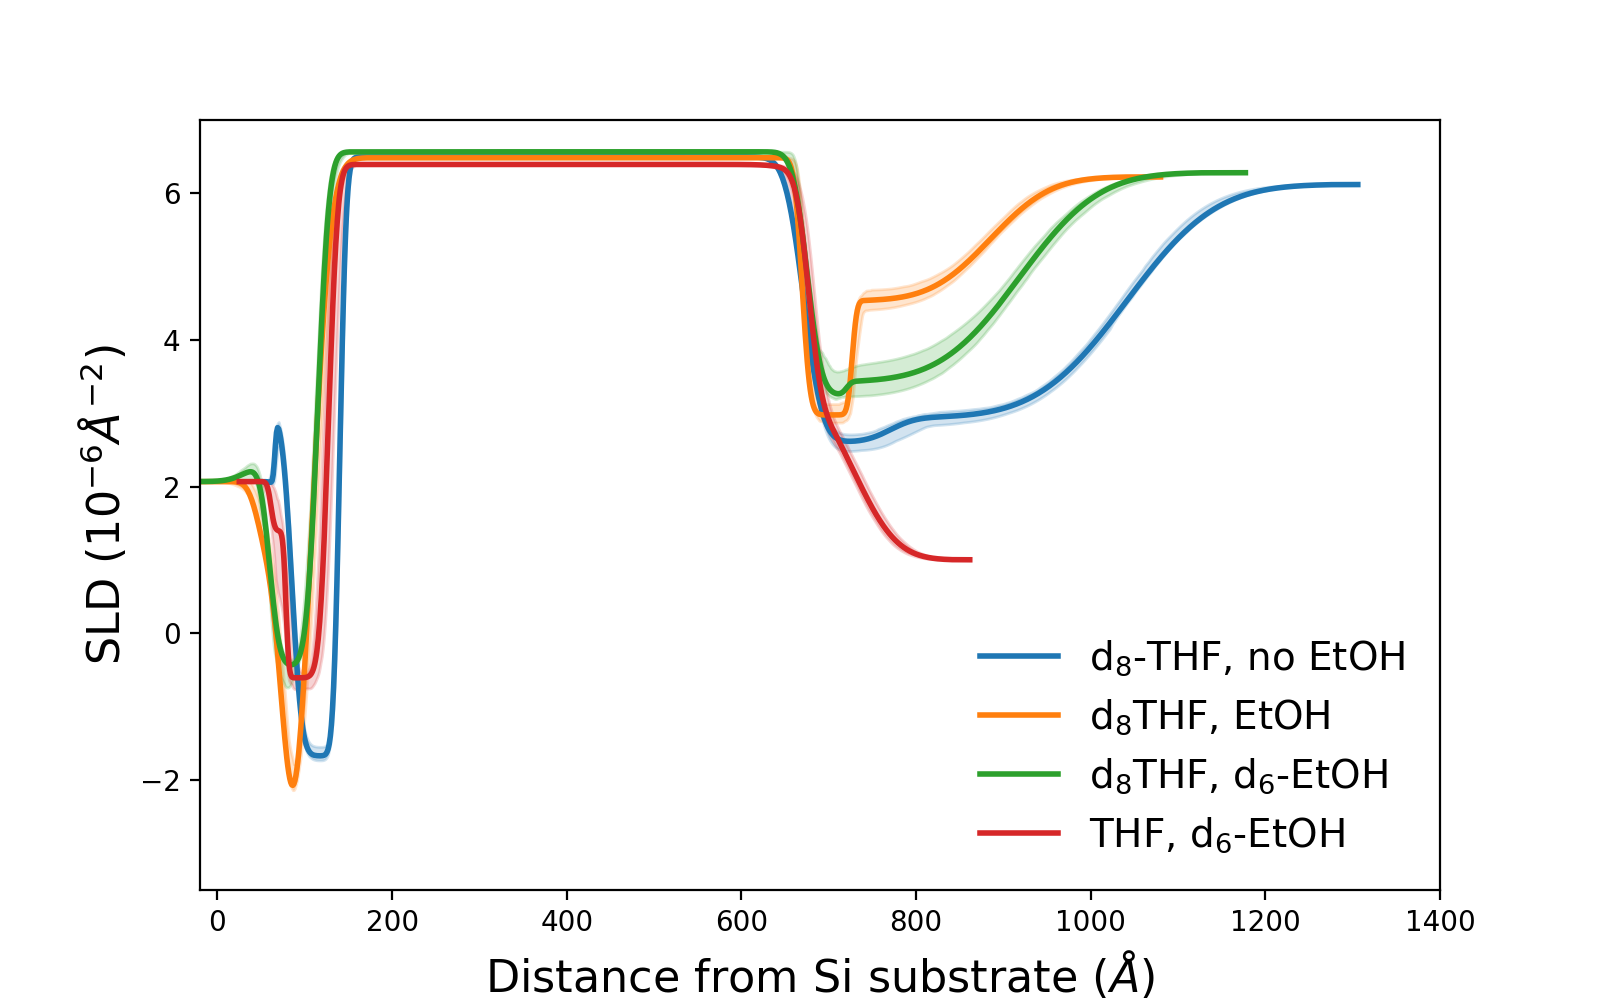 6
4
2
0
−2
SLD (10⁻⁶Å⁻²)
0 200 400 600 800 1000 1200 1400
Distance from Si substrate (Å)
d₈-THF, no EtOH
d₈THF, EtOH
d₈THF, d₆-EtOH
THF, d₆-EtOH